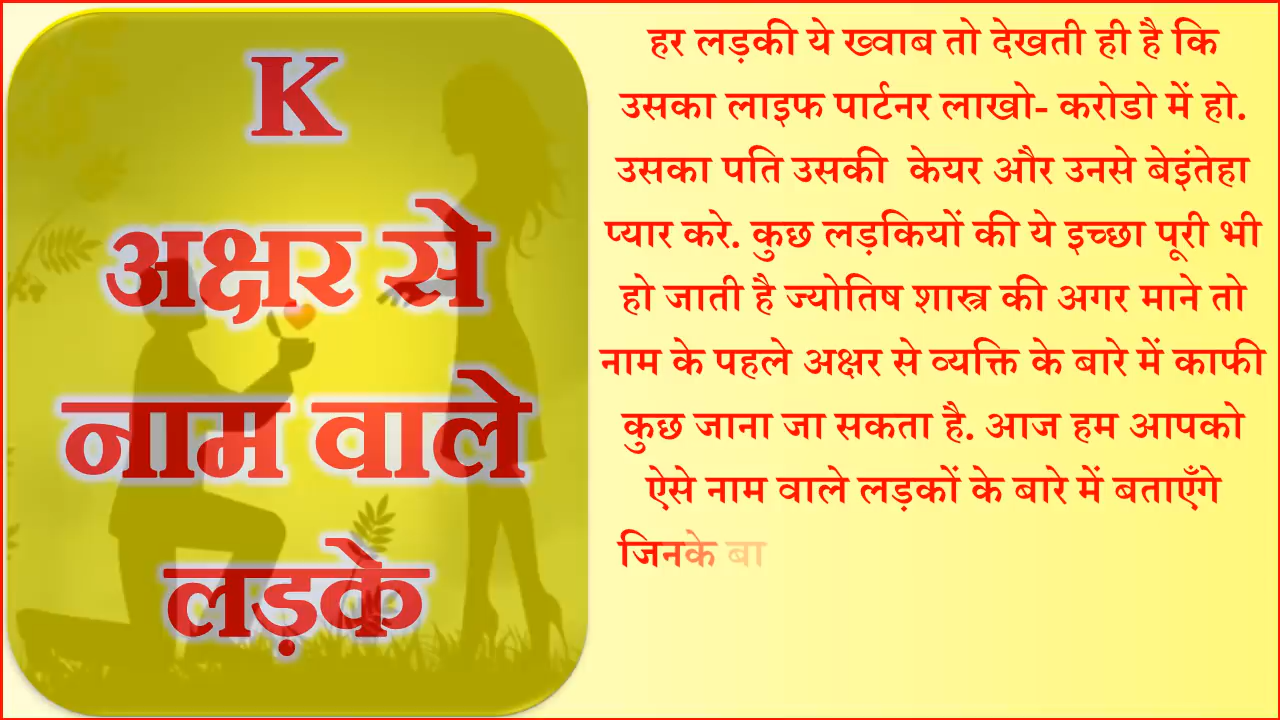 K
अक्षर से
नाम वाले
लड़के
हर लड़की ये ख्वाब तो देखती ही है कि
उसका लाइफ पार्टनर लाखो- करोडो में हो.
उसका पति उसकी केयर और उनसे बेइंतेहा
प्यार करे. कुछ लड़कियों की ये इच्छा पूरी भी
हो जाती है ज्योतिष शास्त्र की अगर माने तो
नाम के पहले अक्षर से व्यक्ति के बारे में काफी
कुछ जाना जा सकता है. आज हम आपको
ऐसे नाम वाले लड़कों के बारे में बताएँगे
जिनके बा